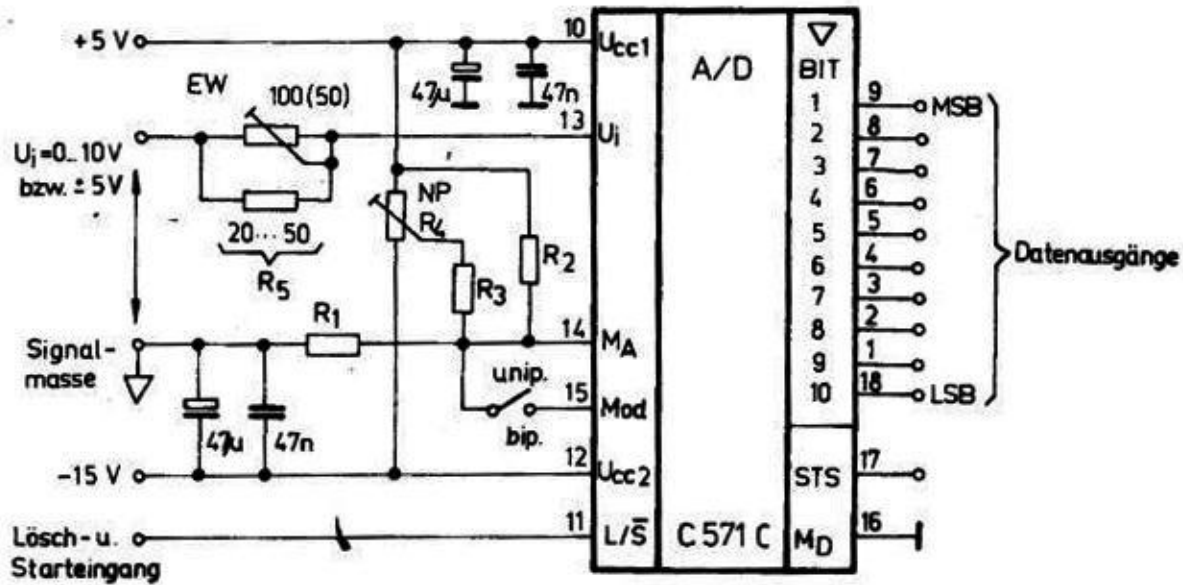 +5 V
EW
100(50)
47µ
47n
10
Ucc1
A/D
BIT
13
Ui
Ui=0...10V
bzw. ±5V
20...50
R5
NP
R4
R3
R2
R1
14
MA
Signal-
masse
47µ
47n
unip.
15
Mod
bip.
-15 V
12
Ucc2
Lösch-u.
Starteingang
11
L/S̅
C571C
1
9
MSB
2
8
3
7
4
6
5
5
6
4
7
3
8
2
9
1
10
18
LSB
Datenausgänge
STS
17
MD
16